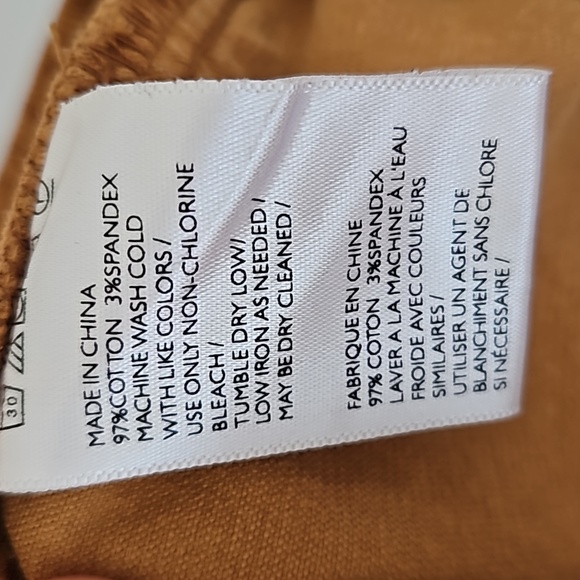 30
MADE IN CHINA
97%COTTON 3%SPANDEX
MACHINE WASH COLD
WITH LIKE COLORS/
USE ONLY NON-CHLORINE
BLEACH/
TUMBLE DRY LOW/
LOW IRON AS NEEDED/
MAY BE DRY CLEANED/
FABRIQUE EN CHINE
97% COTON 3%SPANDEX
LAVER A LA MACHINE À L'EAU
FROIDE AVEC COULEURS
SIMILAIRES/
UTILISER UN AGENT DE
BLANCHIMENT SANS CHLORE
SI NÉCESSAIRE/